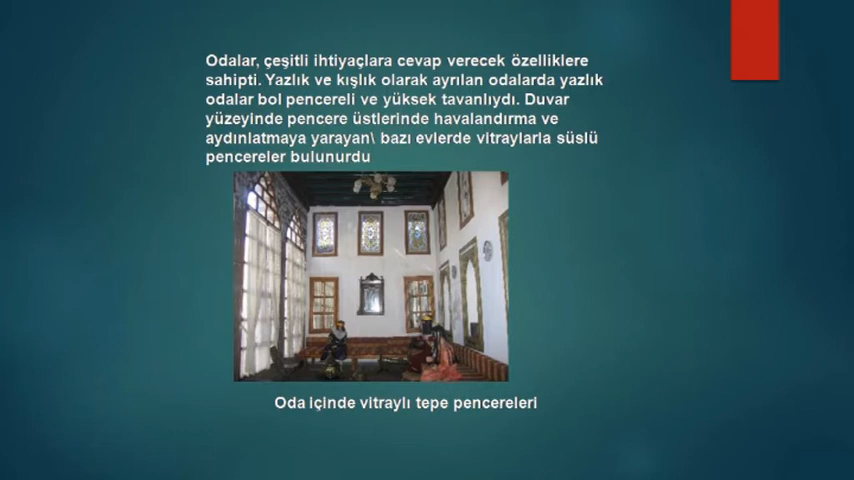 Odalar, çeşitli ihtiyaçlara cevap verecek özelliklere
sahipti. Yazlık ve kışlık olarak ayrılan odalarda yazlık
odalar bol pencereli ve yüksek tavanlıydı. Duvar
yüzeyinde pencere üstlerinde havalandırma ve
aydınlatmaya yarayan\ bazı evlerde vitraylarla süslü
pencereler bulunurdu
Oda içinde vitraylı tepe pencereleri